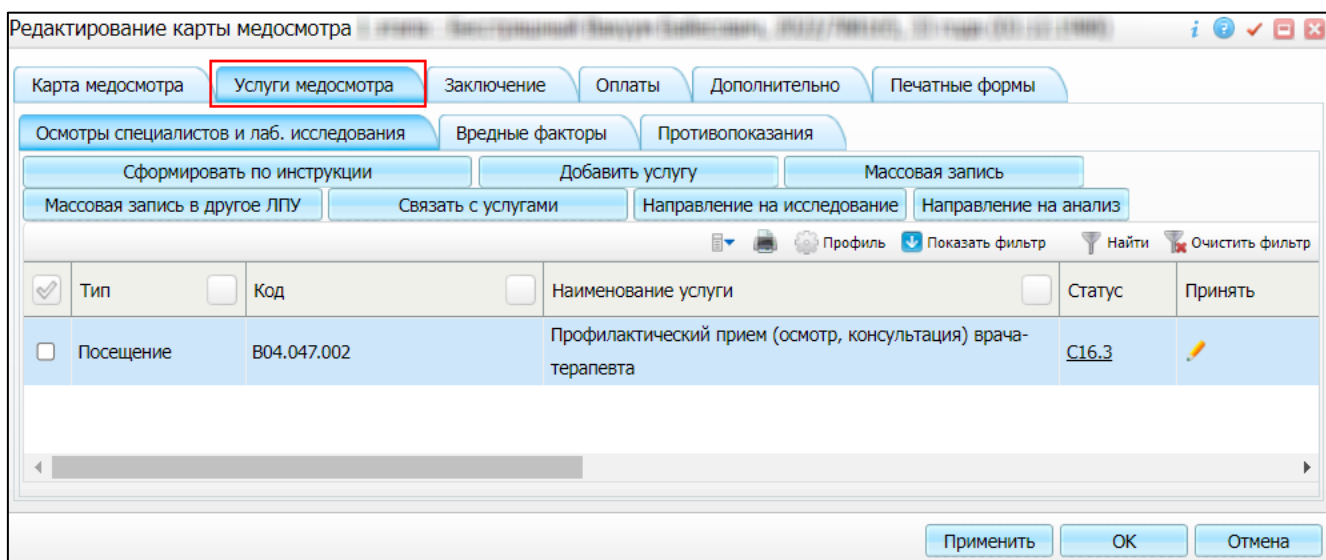 Редактирование карты медосмотра
Карта медосмотра Услуги медосмотра Заключение Оплаты Дополнительно Печатные формы
Осмотры специалистов и лаб. исследования Вредные факторы Противопоказания
Сформировать по инструкции Добавить услугу Массовая запись
Массовая запись в другое ЛПУ Связать с услугами Направление на исследование Направление на анализ
Профиль Показать фильтр Найти Очистить фильтр
Тип Код Наименование услуги Статус Принять
Посещение B04.047.002 Профилактический прием (осмотр, консультация) врача-
терапевта C16.3
Применить ОК Отмена